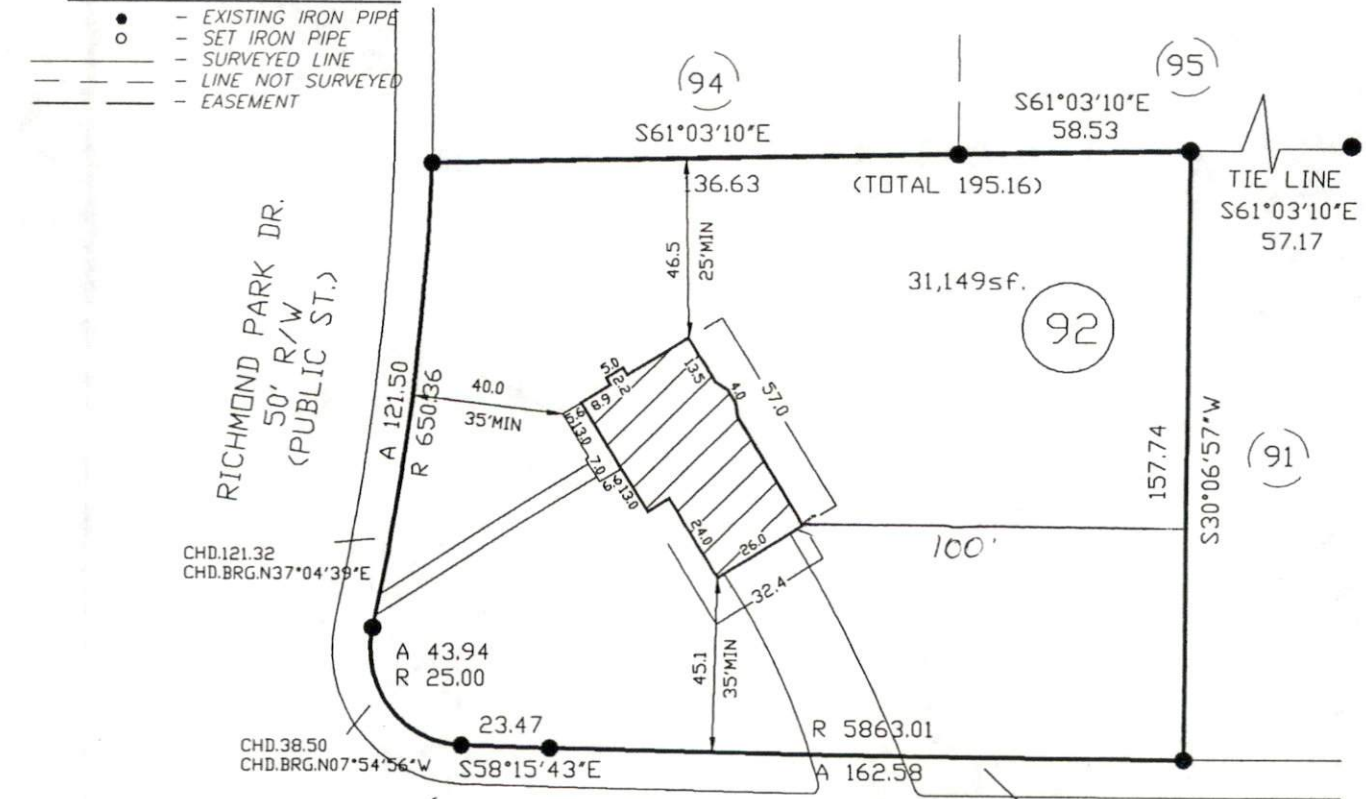 - EXISTING IRON PIPE
- SET IRON PIPE
- SURVEYED LINE
- LINE NOT SURVEYED
- EASEMENT
94
95
S61°03'10"E
S61°03'10"E
58.53
136.63
(TOTAL 195.16)
TIE LINE
S61°03'10"E
57.17
46.5
25'MIN
31,149sf.
92
RICHMOND PARK DR.
50' R/W
(PUBLIC ST.)
A 121.50
R 650.36
40.0
35'MIN
5.0
2.2
8.9
13.5
4.0
57.0
13.0
7.0
13.0
24.0
26.0
32.4
100'
157.74
S30°06'57"W
91
CHD.121.32
CHD.BRG.N37°04'39"E
A 43.94
R 25.00
45.1
35'MIN
23.47
R 5863.01
CHD.38.50
CHD.BRG.N07°54'56"W
S58°15'43"E
A 162.58